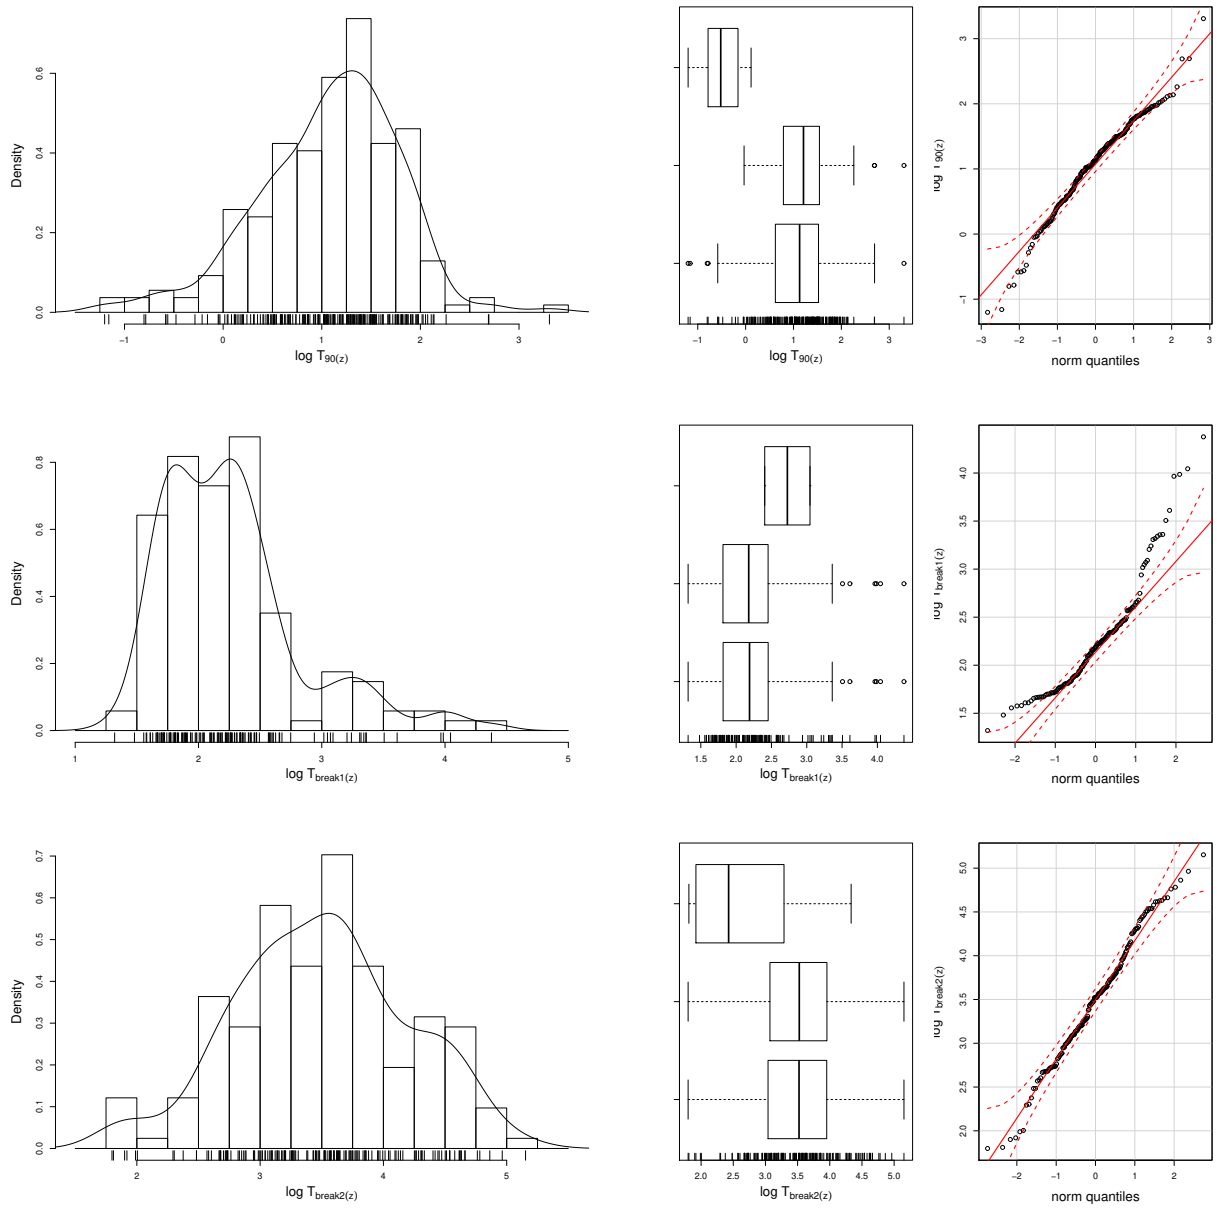 Density
0.0 0.2 0.4 0.6
−1 0 1 2 3
log T90(z)
−1 0 1 2 3
log T90(z)
log T90(z)
−1 0 1 2 3
−3 −2 −1 0 1 2 3
norm quantiles
Density
0.0 0.2 0.4 0.6 0.8
1 2 3 4 5
log Tbreak1(z)
1.5 2.0 2.5 3.0 3.5 4.0
log Tbreak1(z)
log Tbreak1(z)
1.5 2.0 2.5 3.0 3.5 4.0
−2 −1 0 1 2
norm quantiles
Density
0.0 0.1 0.2 0.3 0.4 0.5 0.6 0.7
2 3 4 5
log Tbreak2(z)
2.0 2.5 3.0 3.5 4.0 4.5 5.0
log Tbreak2(z)
log Tbreak2(z)
2.0 2.5 3.0 3.5 4.0 4.5 5.0
−2 −1 0 1 2
norm quantiles